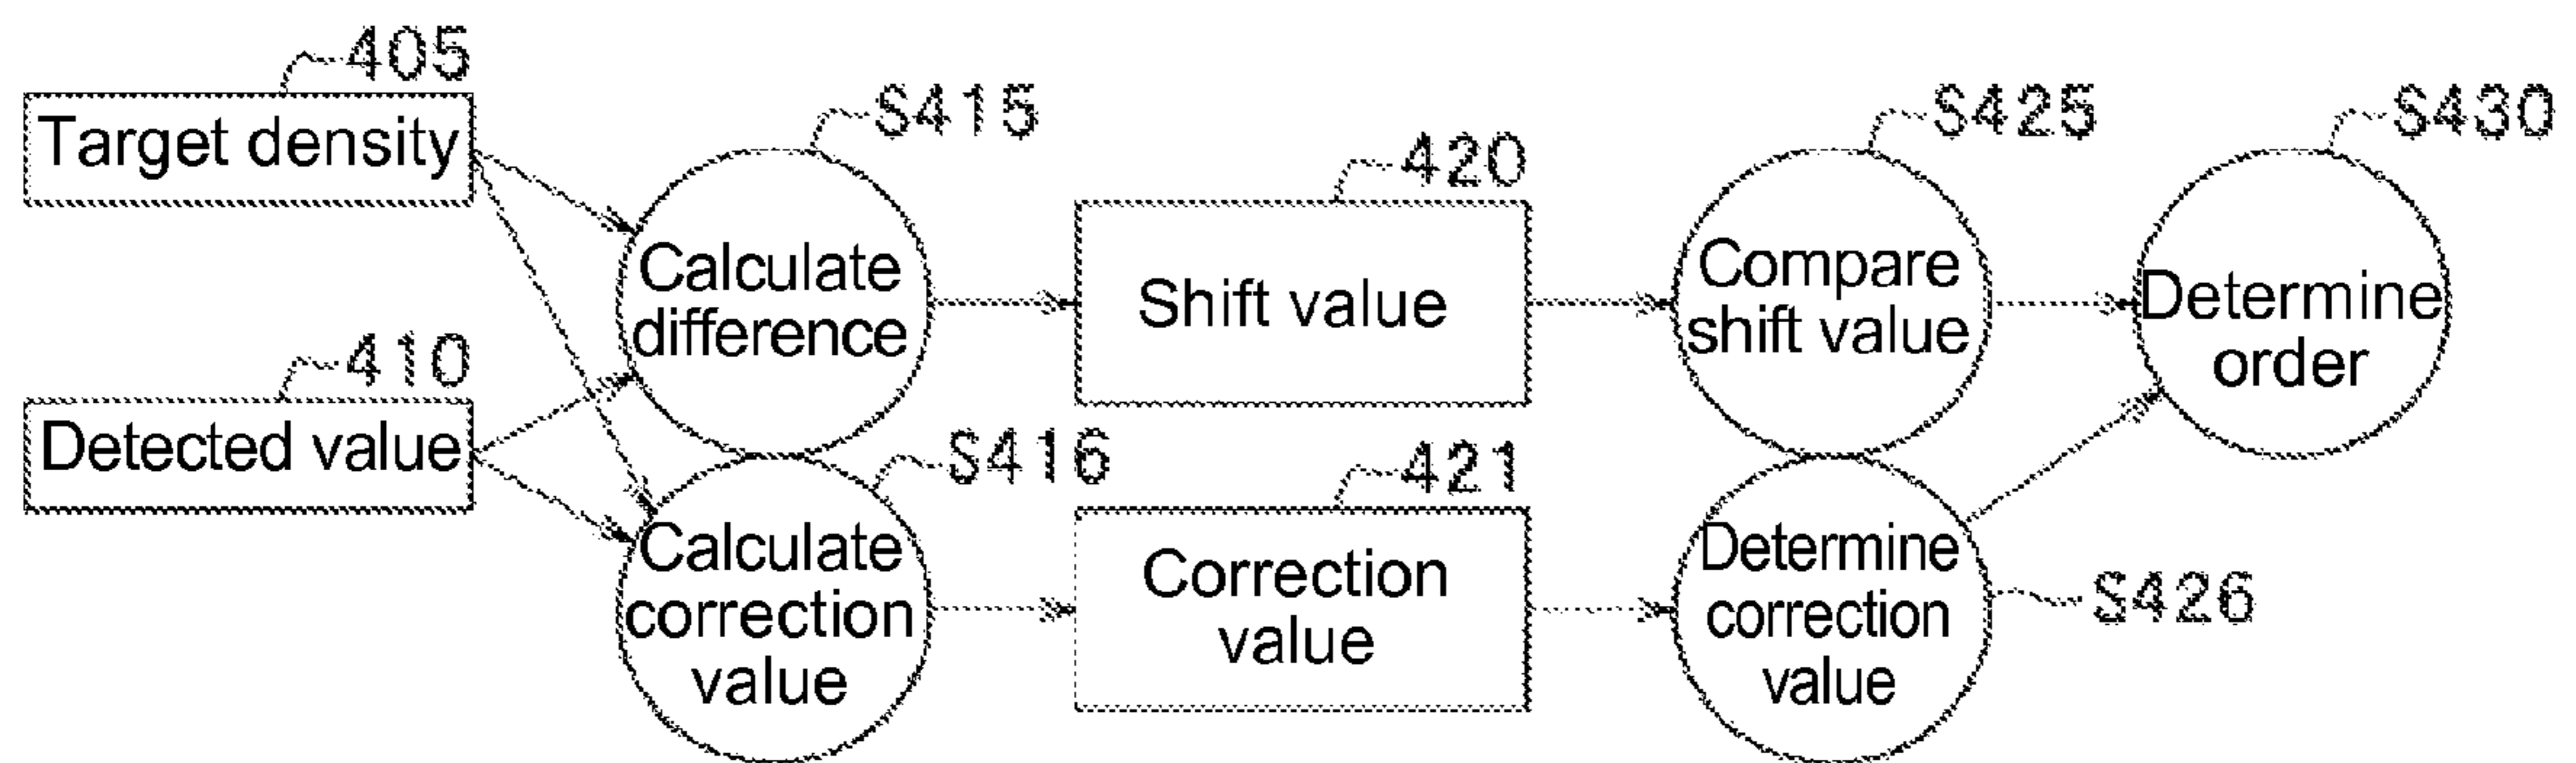 405
Target density
S415
Calculate
difference
420
Shift value
S425
Compare
shift value
S430
Determine
order
410
Detected value
S416
Calculate
correction
value
421
Correction
value
Determine
correction
value
S426